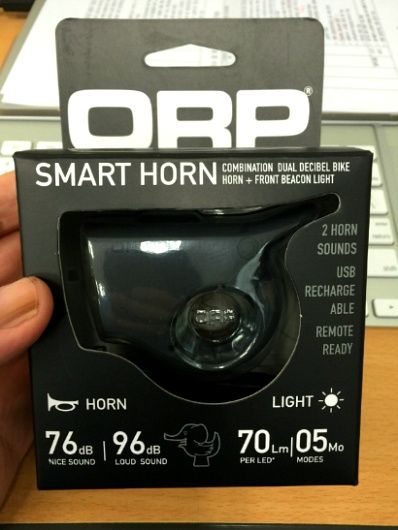 ORP®
SMART HORN
COMBINATION DUAL DECIBEL BIKE
HORN + FRONT BEACON LIGHT
2 HORN
SOUNDS
USB
RECHARGE
ABLE
REMOTE
READY
ORP
HORN
LIGHT
76dB | 96dB
NICE SOUND LOUD SOUND
70Lm|05Mo
PER LED* MODES